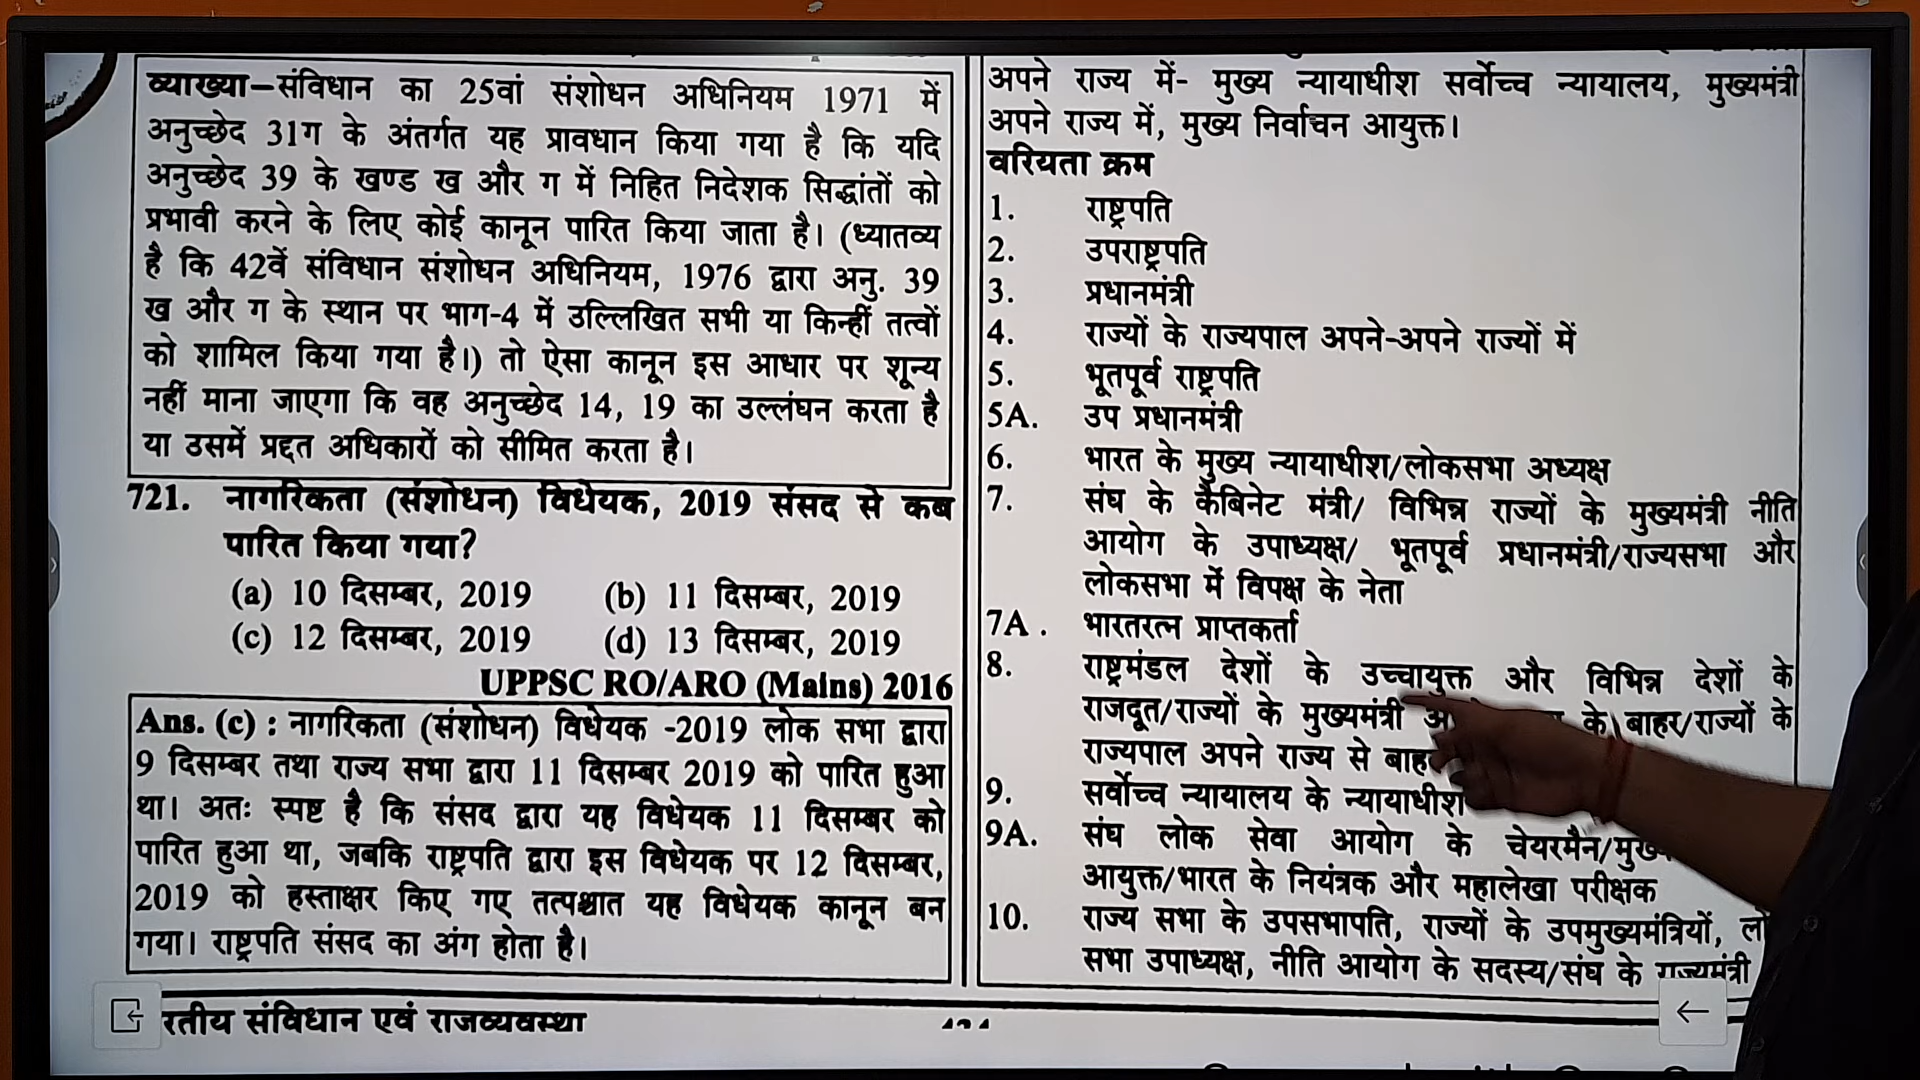 व्याख्या–संविधान का 25वां संशोधन अधिनियम 1971 में
अनुच्छेद 31ग के अंतर्गत यह प्रावधान किया गया है कि यदि
अनुच्छेद 39 के खण्ड ख और ग में निहित निदेशक सिद्धांतों को
प्रभावी करने के लिए कोई कानून पारित किया जाता है। (ध्यातव्य
है कि 42वें संविधान संशोधन अधिनियम, 1976 द्वारा अनु. 39
ख और ग के स्थान पर भाग-4 में उल्लिखित सभी या किन्हीं तत्वों
को शामिल किया गया है।) तो ऐसा कानून इस आधार पर शून्य
नहीं माना जाएगा कि वह अनुच्छेद 14, 19 का उल्लंघन करता है
या उसमें प्रद्दत अधिकारों को सीमित करता है।
721. नागरिकता (संशोधन) विधेयक, 2019 संसद से कब
पारित किया गया?
(a) 10 दिसम्बर, 2019 (b) 11 दिसम्बर, 2019
(c) 12 दिसम्बर, 2019 (d) 13 दिसम्बर, 2019
UPPSC RO/ARO (Mains) 2016
Ans. (c) : नागरिकता (संशोधन) विधेयक -2019 लोक सभा द्वारा
9 दिसम्बर तथा राज्य सभा द्वारा 11 दिसम्बर 2019 को पारित हुआ
था। अतः स्पष्ट है कि संसद द्वारा यह विधेयक 11 दिसम्बर को
पारित हुआ था, जबकि राष्ट्रपति द्वारा इस विधेयक पर 12 दिसम्बर,
2019 को हस्ताक्षर किए गए तत्पश्चात यह विधेयक कानून बन
गया। राष्ट्रपति संसद का अंग होता है।
रतीय संविधान एवं राजव्यवस्था
अपने राज्य में- मुख्य न्यायाधीश सर्वोच्च न्यायालय, मुख्यमंत्री
अपने राज्य में, मुख्य निर्वाचन आयुक्त।
वरियता क्रम
1. राष्ट्रपति
2. उपराष्ट्रपति
3. प्रधानमंत्री
4. राज्यों के राज्यपाल अपने-अपने राज्यों में
5. भूतपूर्व राष्ट्रपति
5A. उप प्रधानमंत्री
6. भारत के मुख्य न्यायाधीश/लोकसभा अध्यक्ष
7. संघ के कैबिनेट मंत्री/ विभिन्न राज्यों के मुख्यमंत्री नीति
आयोग के उपाध्यक्ष/ भूतपूर्व प्रधानमंत्री/राज्यसभा और
लोकसभा में विपक्ष के नेता
7A. भारतरत्न प्राप्तकर्ता
8. राष्ट्रमंडल देशों के उच्चायुक्त और विभिन्न देशों के
राजदूत/राज्यों के मुख्यमंत्री के बाहर/राज्यों के
राज्यपाल अपने राज्य से
9. सर्वोच्च न्यायालय के न्यायाधीश
9A. संघ लोक सेवा आयोग के चेयरमैन/
आयुक्त/भारत के नियंत्रक और महालेखा परीक्षक
10. राज्य सभा के उपसभापति, राज्यों के उपमुख्यमंत्रियों,
सभा उपाध्यक्ष, नीति आयोग के सदस्य/संघ के राज्यमंत्री